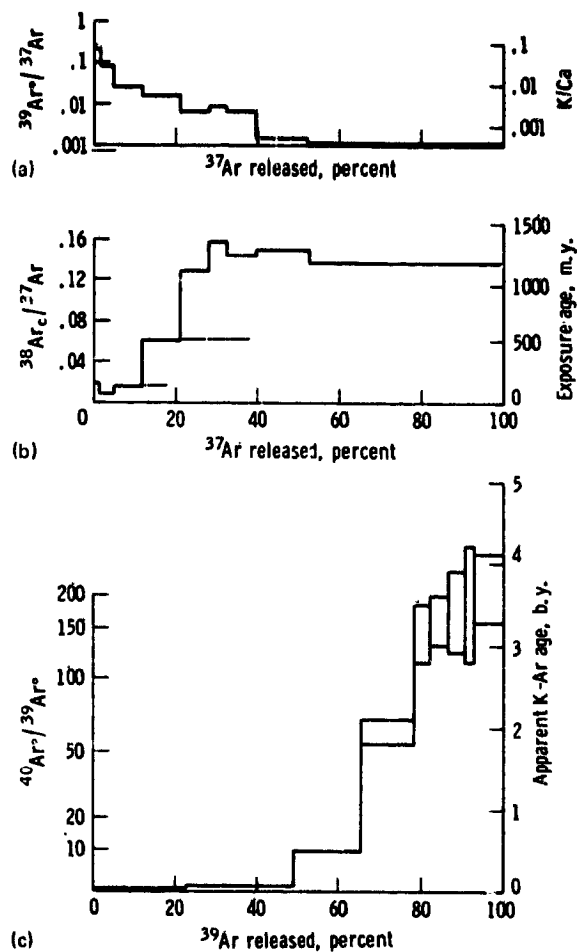 1
.1
.01
.001
³⁹Ar°/³⁷Ar
.1
.01
.001
K/Ca
(a)
³⁷Ar released, percent
.16
.12
.08
.04
³⁸Ar_c/³⁷Ar
1500
1000
500
0
Exposure age, m.y.
0 20 40 60 80 100
(b)
³⁷Ar released, percent
200
150
100
50
20
10
⁴⁰Ar°/³⁹Ar°
5
4
3
2
1
0
Apparent K-Ar age, b.y.
0 20 40 60 80 100
(c)
³⁹Ar released, percent